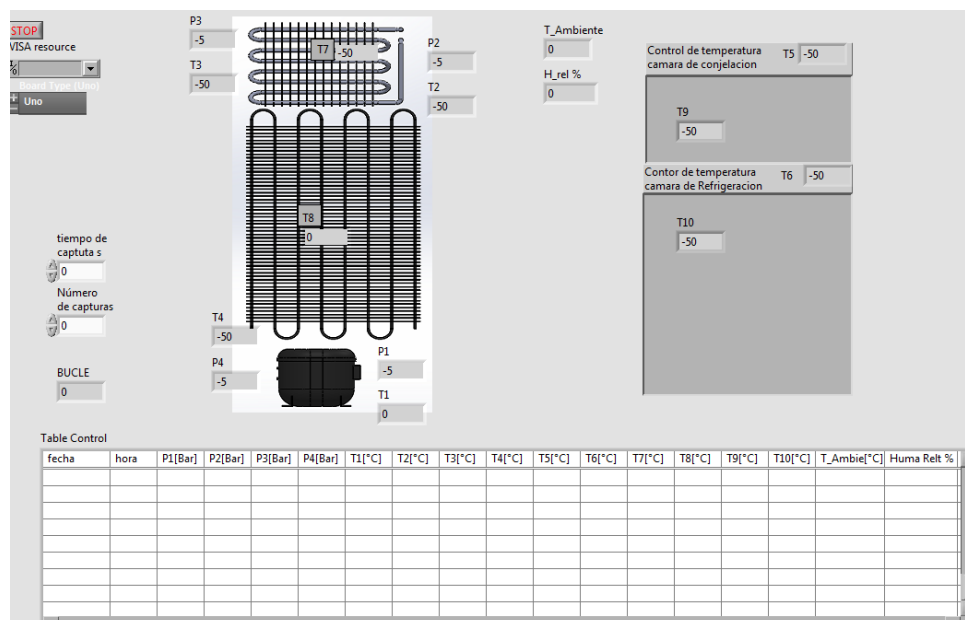 STOP
VISA resource
Board Type (Uno)
Uno
P3
-5
T3
-50
T7
-50
P2
-5
T2
-50
T_Ambiente
0
H_rel %
0
Control de temperatura
camara de conjelacion
T5
-50
T9
-50
Contor de temperatura
camara de Refrigeracion
T6
-50
T10
-50
T8
0
tiempo de
captuta s
0
Número
de capturas
0
BUCLE
0
T4
-50
P4
-5
P1
-5
T1
0
Table Control
fecha hora P1[Bar] P2[Bar] P3[Bar] P4[Bar] T1[°C] T2[°C] T3[°C] T4[°C] T5[°C] T6[°C] T7[°C] T8[°C] T9[°C] T10[°C] T_Ambie[°C] Huma Relt %